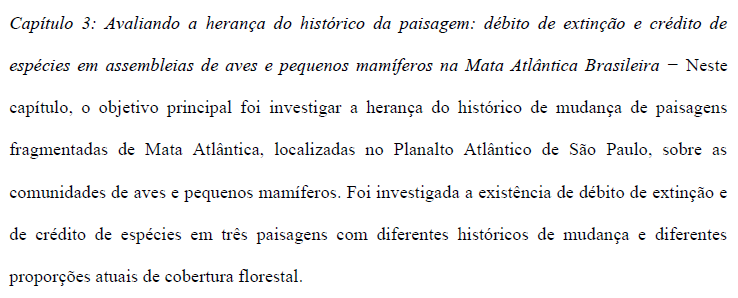 Capítulo 3: Avaliando a herança do histórico da paisagem: débito de extinção e crédito de
espécies em assembleias de aves e pequenos mamíferos na Mata Atlântica Brasileira − Neste
capítulo, o objetivo principal foi investigar a herança do histórico de mudança de paisagens
fragmentadas de Mata Atlântica, localizadas no Planalto Atlântico de São Paulo, sobre as
comunidades de aves e pequenos mamíferos. Foi investigada a existência de débito de extinção e
de crédito de espécies em três paisagens com diferentes históricos de mudança e diferentes
proporções atuais de cobertura florestal.